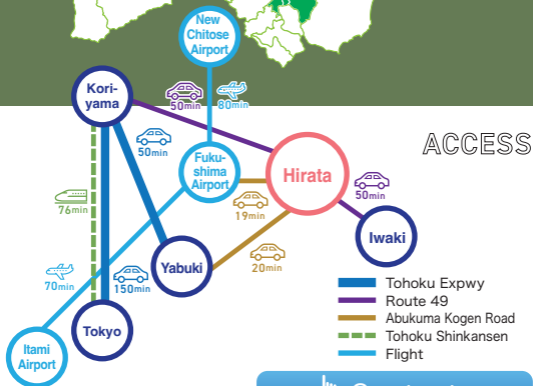 New
Chitose
Airport
Kori-
yama
50min
80min
ACCESS
50min
Fuku-
shima
Airport
Hirata
50min
76min
19min
Iwaki
Yabuki
20min
70min
150min
Tohoku Expwy
Route 49
Abukuma Kogen Road
Tohoku Shinkansen
Flight
Tokyo
Itami
Airport